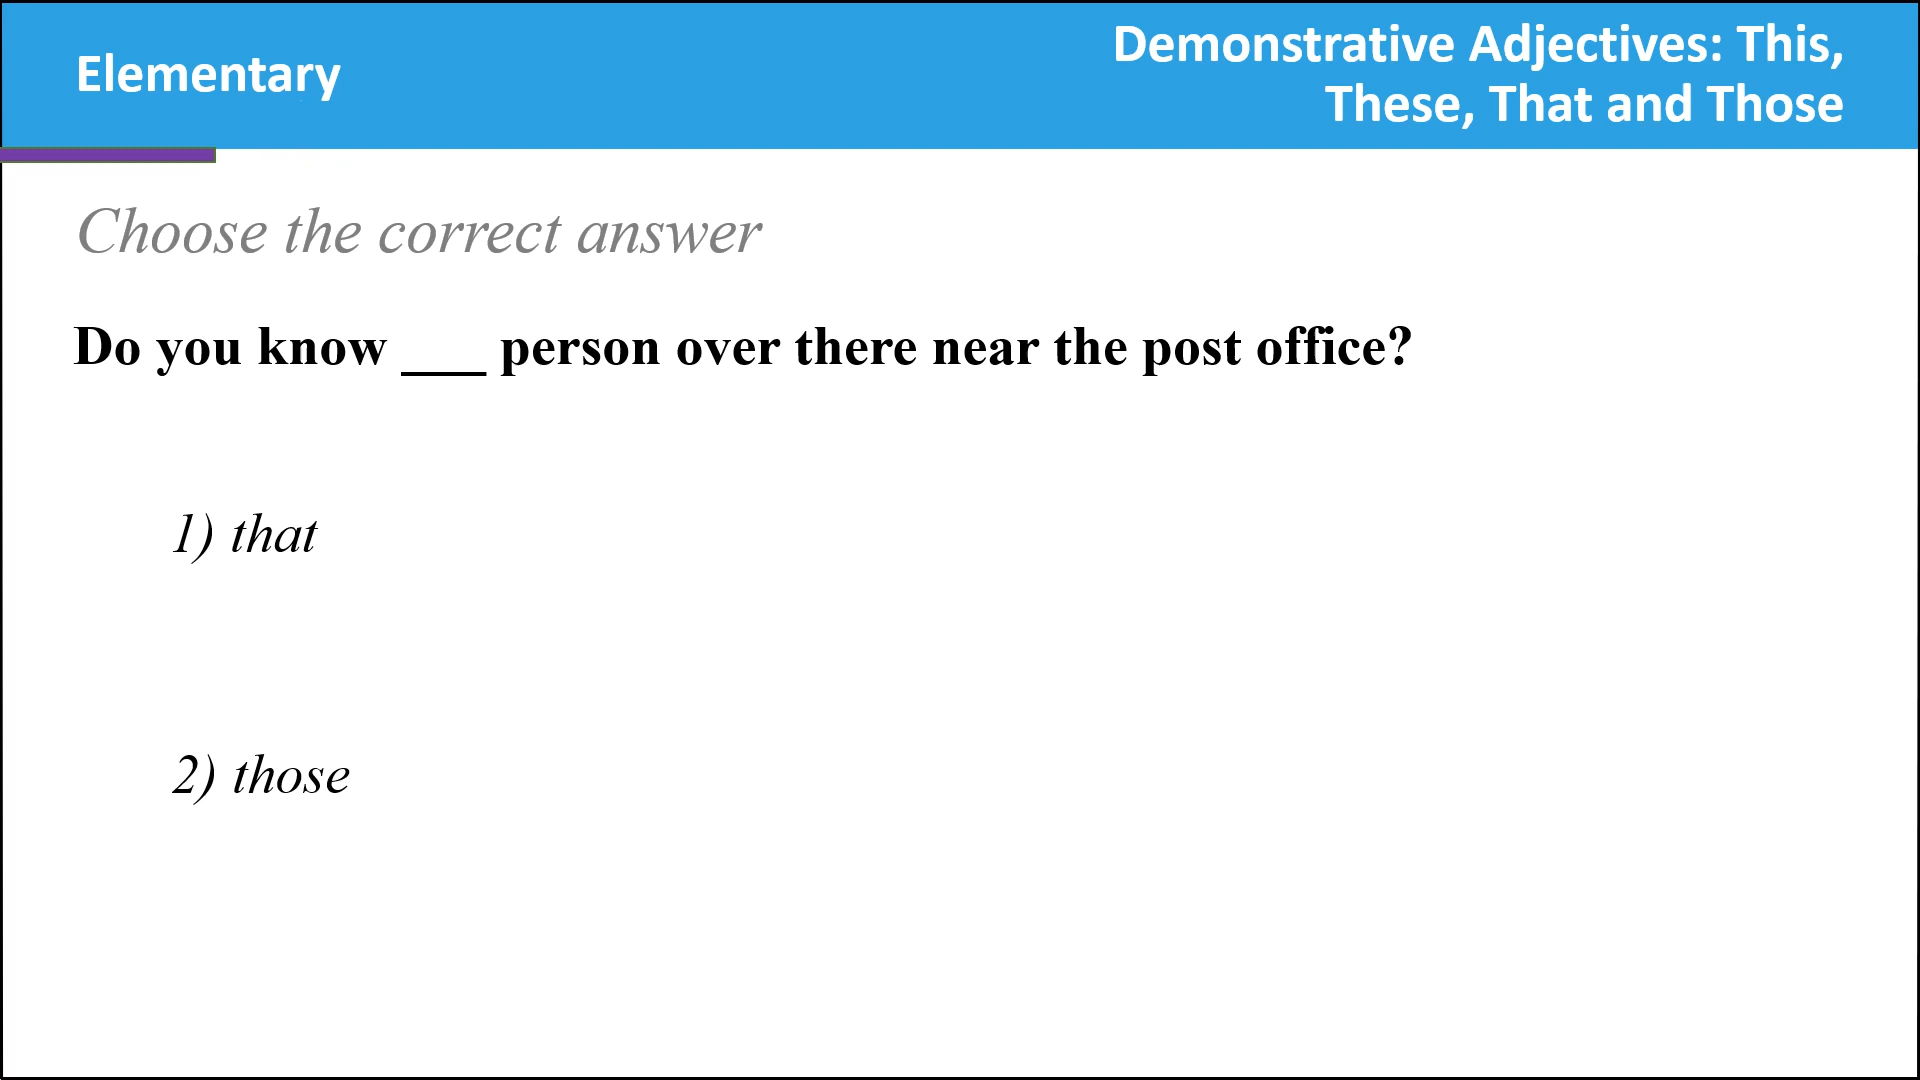 Elementary
Demonstrative Adjectives: This,
These, That and Those
Choose the correct answer
Do you know ___ person over there near the post office?
1) that
2) those